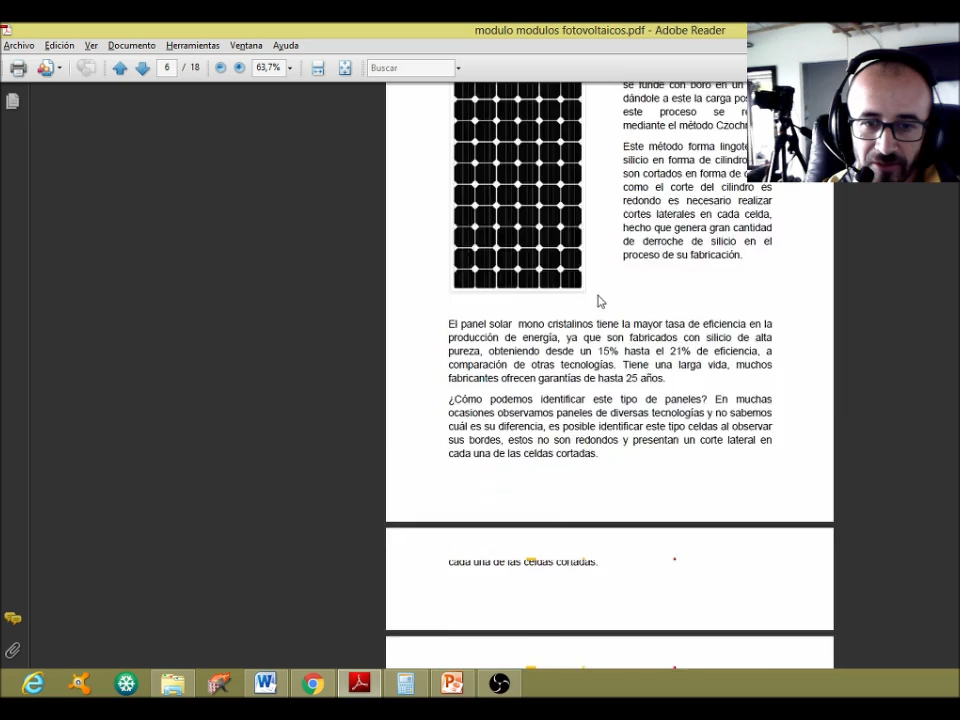 modulo modulos fotovoltaicos.pdf - Adobe Reader
Archivo Edición Ver Documento Herramientas Ventana Ayuda
6 / 18 63,7% Buscar
se funde con boro en un
dándole a este la carga
este proceso se
mediante el método
Este método forma
silicio en forma de cilindro
son cortados en forma de
como el corte del cilindro es
redondo es necesario realizar
cortes laterales en cada celda,
hecho que genera gran cantidad
de derroche de silicio en el
proceso de su fabricación.
El panel solar mono cristalinos tiene la mayor tasa de eficiencia en la
producción de energía, ya que son fabricados con silicio de alta
pureza, obteniendo desde un 15% hasta el 21% de eficiencia, a
comparación de otras tecnologías. Tiene una larga vida, muchos
fabricantes ofrecen garantías de hasta 25 años.
¿Cómo podemos identificar este tipo de paneles? En muchas
ocasiones observamos paneles de diversas tecnologías y no sabemos
cuál es su diferencia, es posible identificar este tipo celdas al observar
sus bordes, estos no son redondos y presentan un corte lateral en
cada una de las celdas cortadas.
cada una de las celdas cortadas.